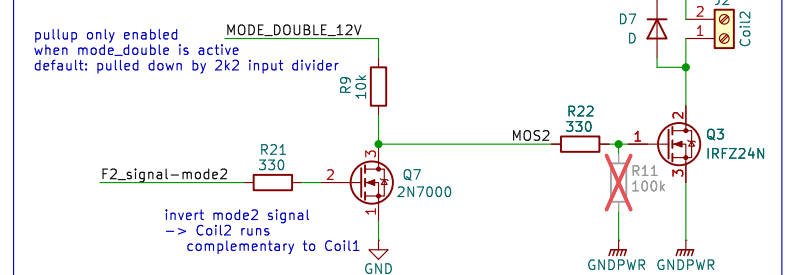 pullup only enabled
when mode_double is active
default: pulled down by 2k2 input divider
MODE_DOUBLE_12V
R9
10k
D7
D
J2
2
1
Coil2
R22
330
MOS2
1
2
3
Q3
IRFZ24N
R11
100k
R21
330
F2_signal-mode2
2
3
1
Q7
2N7000
invert mode2 signal
-> Coil2 runs
complementary to Coil1
GND
GNDPWR
GNDPWR